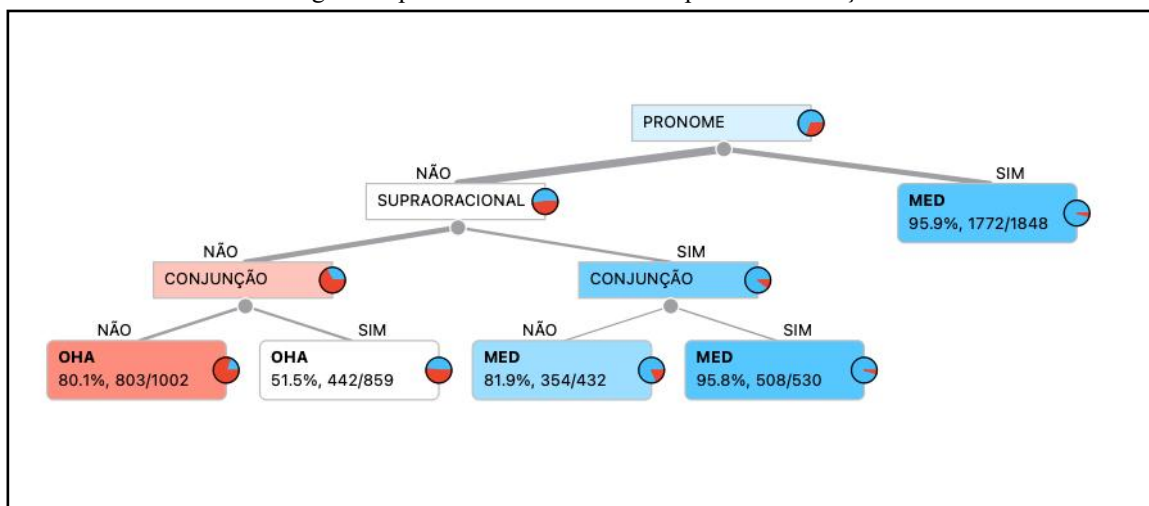 PRONOME
NÃO
SIM
SUPRAORACIONAL
MED
95.9%, 1772/1848
NÃO
SIM
CONJUNÇÃO
CONJUNÇÃO
NÃO
SIM
NÃO
SIM
OHA
80.1%, 803/1002
OHA
51.5%, 442/859
MED
81.9%, 354/432
MED
95.8%, 508/530